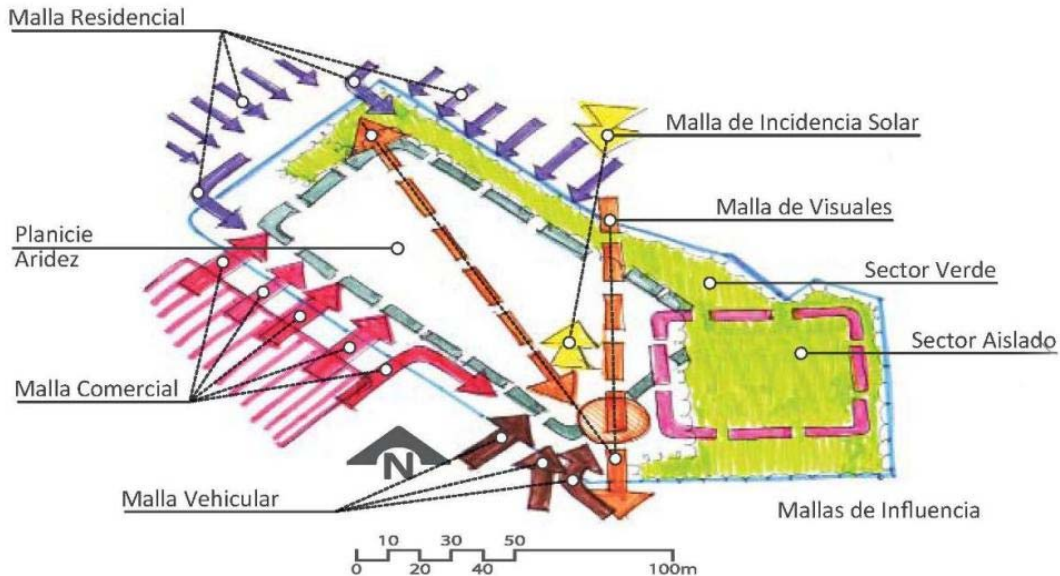 Malla Residencial
Malla de Incidencia Solar
Malla de Visuales
Planicie
Aridez
Sector Verde
Sector Aislado
Malla Comercial
N
Malla Vehicular
Mallas de Influencia
10 30 50
0 20 40 100m